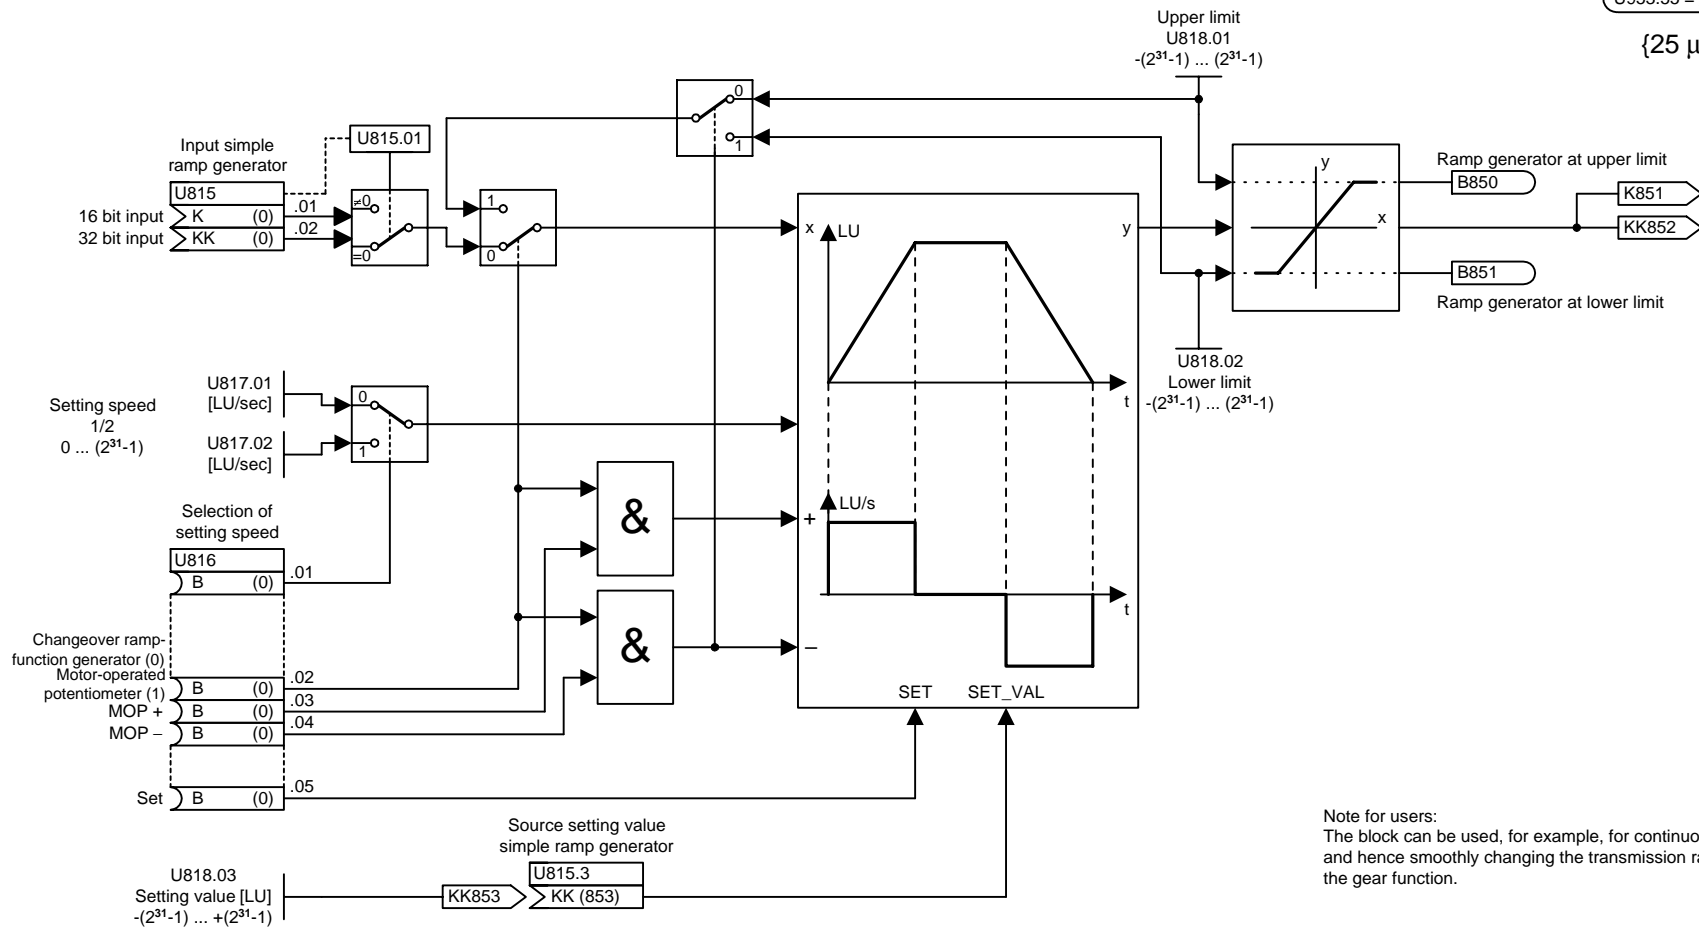 Upper limit
U818.01
-(2³¹-1) ... (2³¹-1)
{25 µ
0
1
Input simple
ramp generator
U815.01
U815
16 bit input
K (0)
.01
32 bit input
KK (0)
.02
≠0
=0
1
0
x
LU
y
t
y
x
Ramp generator at upper limit
B850
K851
KK852
B851
Ramp generator at lower limit
U818.02
Lower limit
-(2³¹-1) ... (2³¹-1)
Setting speed
1/2
0 ... (2³¹-1)
U817.01
[LU/sec]
U817.02
[LU/sec]
0
1
Selection of
setting speed
U816
B (0)
.01
&
+
LU/s
t
&
–
Changeover ramp-
function generator (0)
Motor-operated
potentiometer (1)
B (0)
.02
MOP +
B (0)
.03
MOP –
B (0)
.04
SET SET_VAL
Set
B (0)
.05
Source setting value
simple ramp generator
U815.3
KK (853)
KK853
U818.03
Setting value [LU]
-(2³¹-1) ... +(2³¹-1)
Note for users:
The block can be used, for example, for continuo
and hence smoothly changing the transmission ra
the gear function.